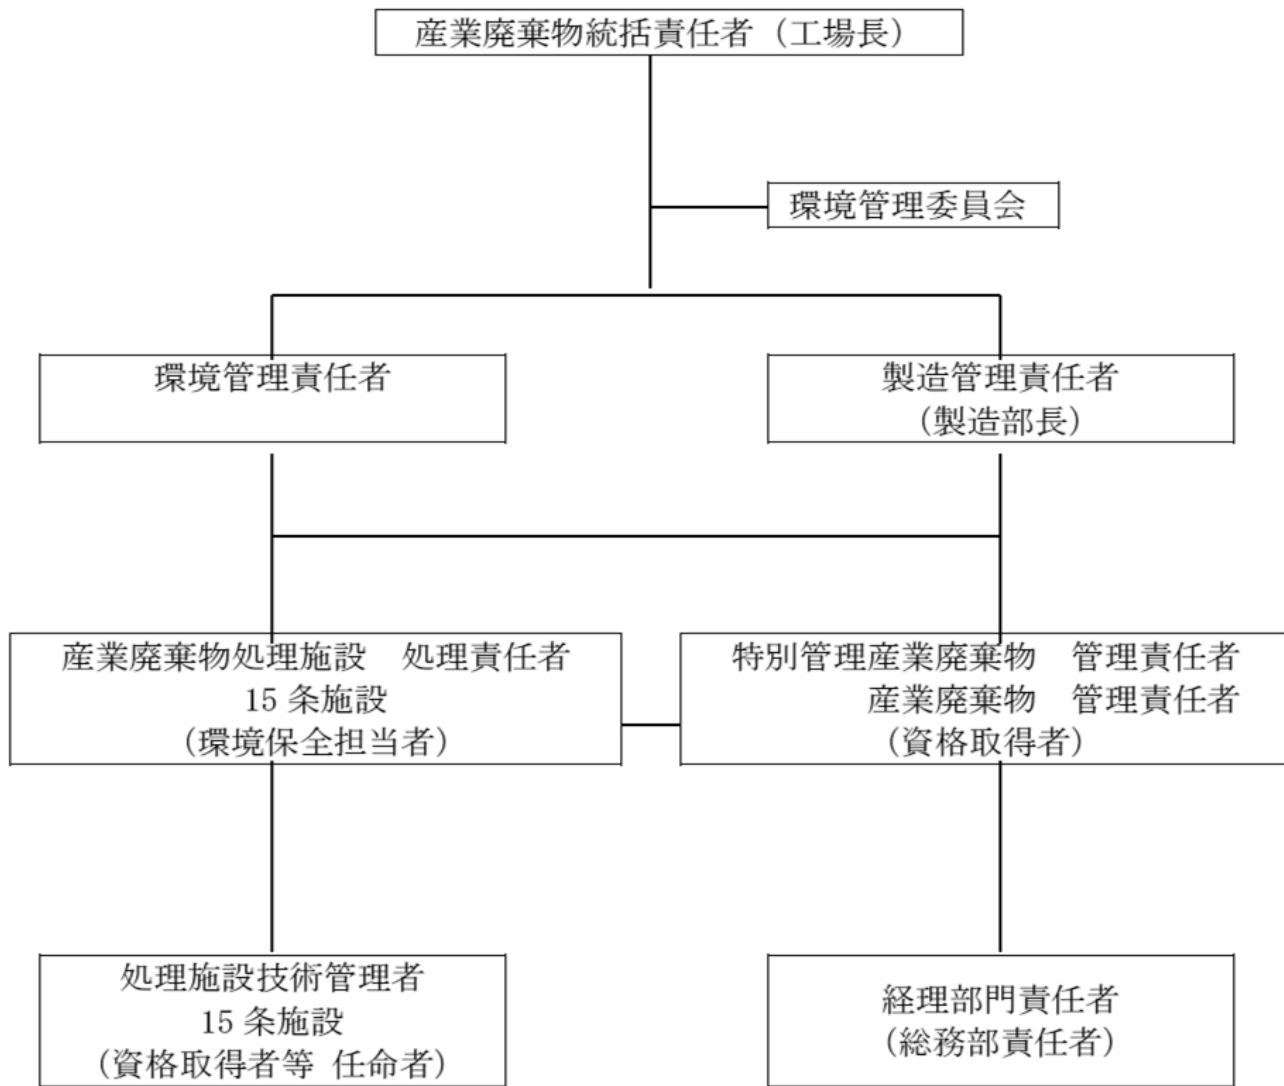 産業廃棄物統括責任者（工場長）
環境管理委員会
環境管理責任者
製造管理責任者
（製造部長）
産業廃棄物処理施設　処理責任者
15 条施設
（環境保全担当者）
特別管理産業廃棄物　管理責任者
産業廃棄物　管理責任者
（資格取得者）
処理施設技術管理者
15 条施設
（資格取得者等 任命者）
経理部門責任者
（総務部責任者）